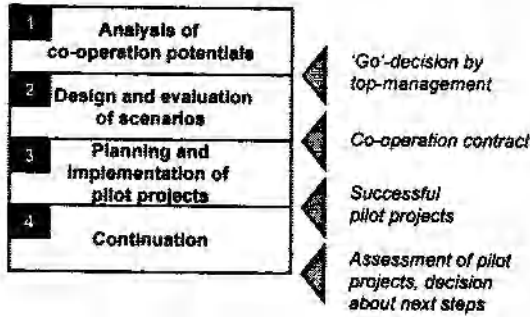 1
Analysis of
co-operation potentials
'Go'-decision by
top-management
2
Design and evaluation
of scenarios
Co-operation contract
3
Planning and
implementation of
pilot projects
Successful
pilot projects
4
Continuation
Assessment of pilot
projects, decision
about next steps